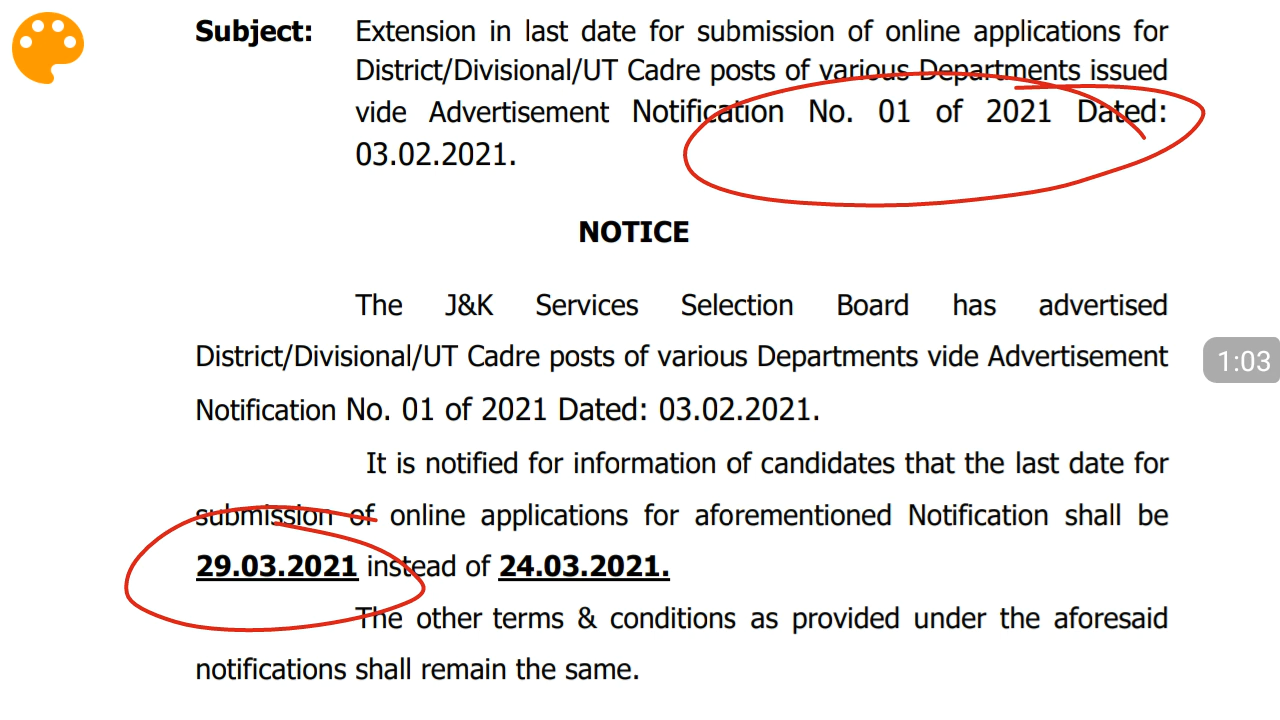 Subject: Extension in last date for submission of online applications for
District/Divisional/UT Cadre posts of various Departments issued
vide Advertisement Notification No. 01 of 2021 Dated:
03.02.2021.
NOTICE
The J&K Services Selection Board has advertised
District/Divisional/UT Cadre posts of various Departments vide Advertisement
Notification No. 01 of 2021 Dated: 03.02.2021.
It is notified for information of candidates that the last date for
submission of online applications for aforementioned Notification shall be
29.03.2021 instead of 24.03.2021.
The other terms & conditions as provided under the aforesaid
notifications shall remain the same.
1:03